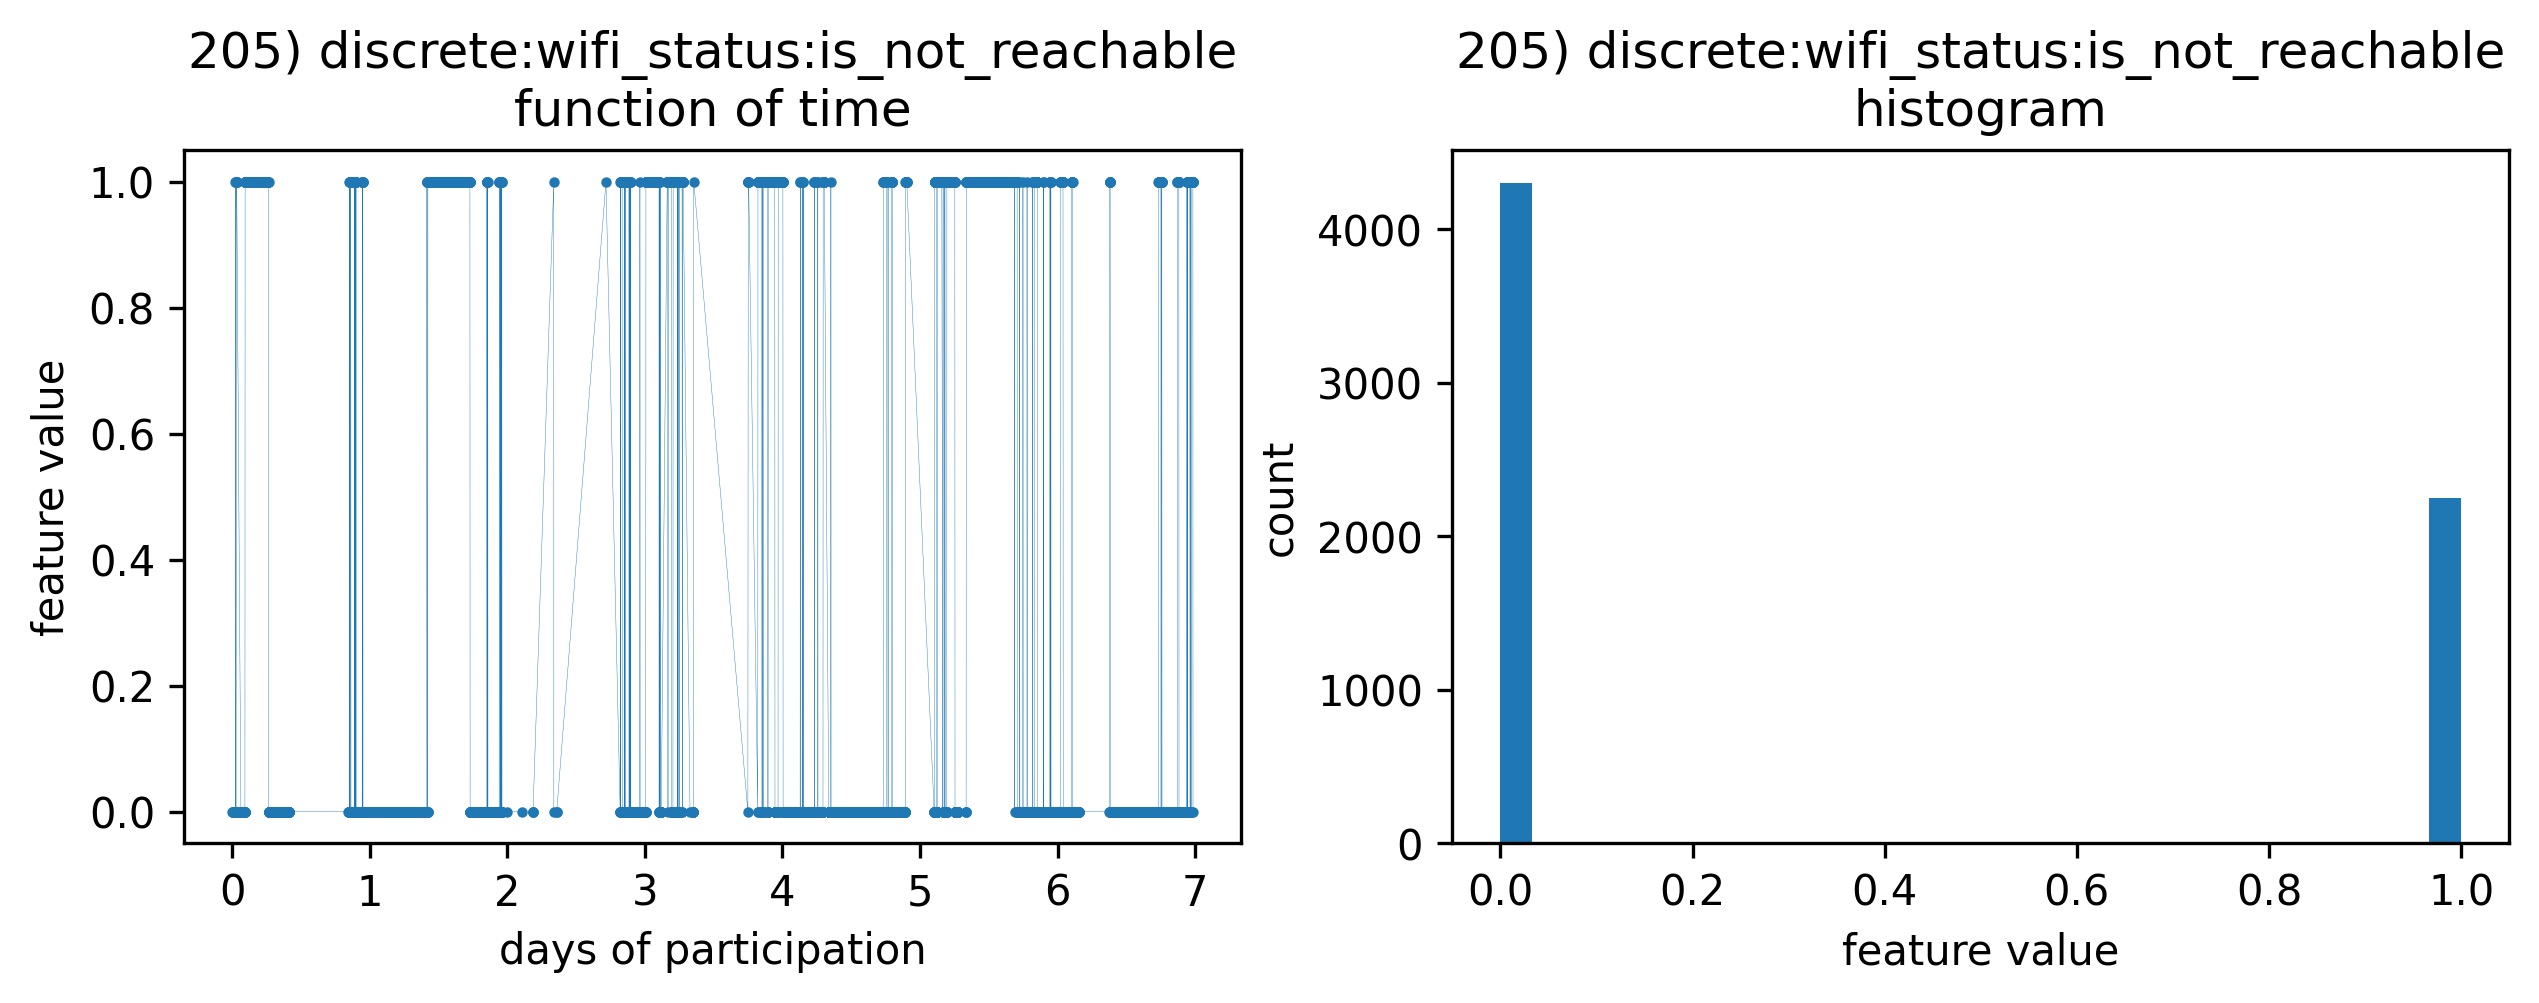 205) discrete:wifi_status:is_not_reachable
function of time
1.0
0.8
0.6
0.4
0.2
0.0
feature value
0 1 2 3 4 5 6 7
days of participation
205) discrete:wifi_status:is_not_reachable
histogram
4000
3000
2000
1000
0
count
0.0 0.2 0.4 0.6 0.8 1.0
feature value